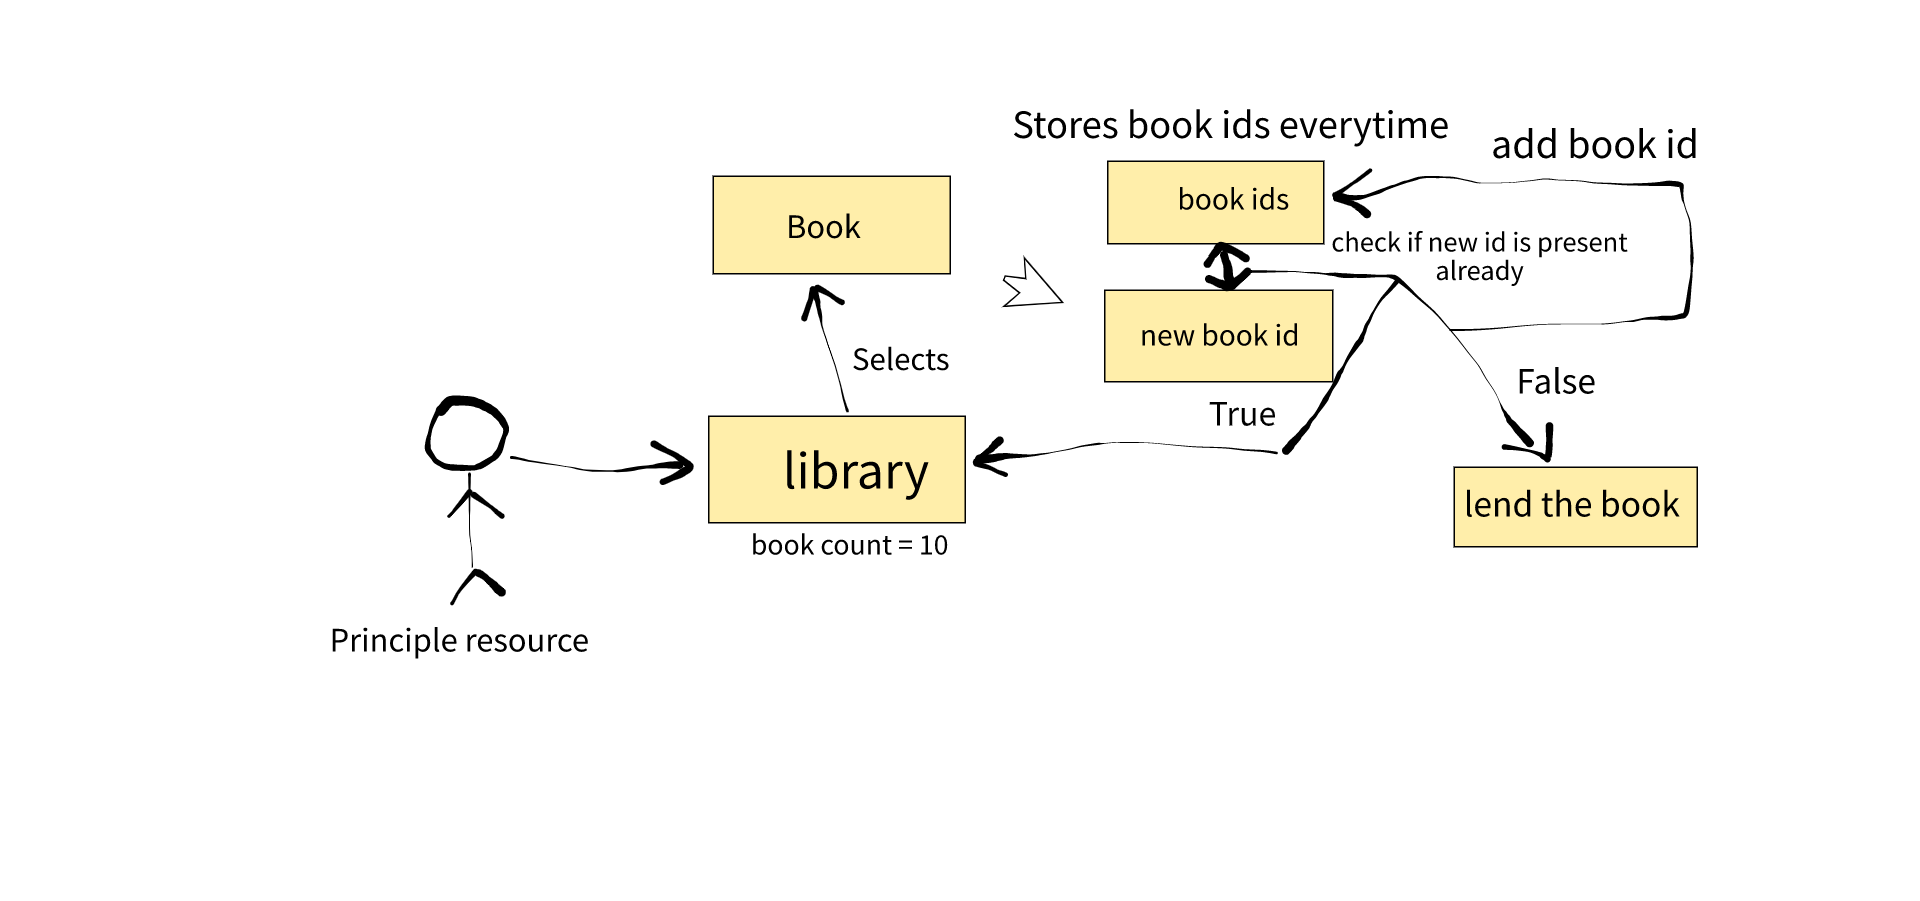 Stores book ids everytime
add book id
book ids
Book
check if new id is present
already
new book id
Selects
True
False
library
lend the book
book count = 10
Principle resource